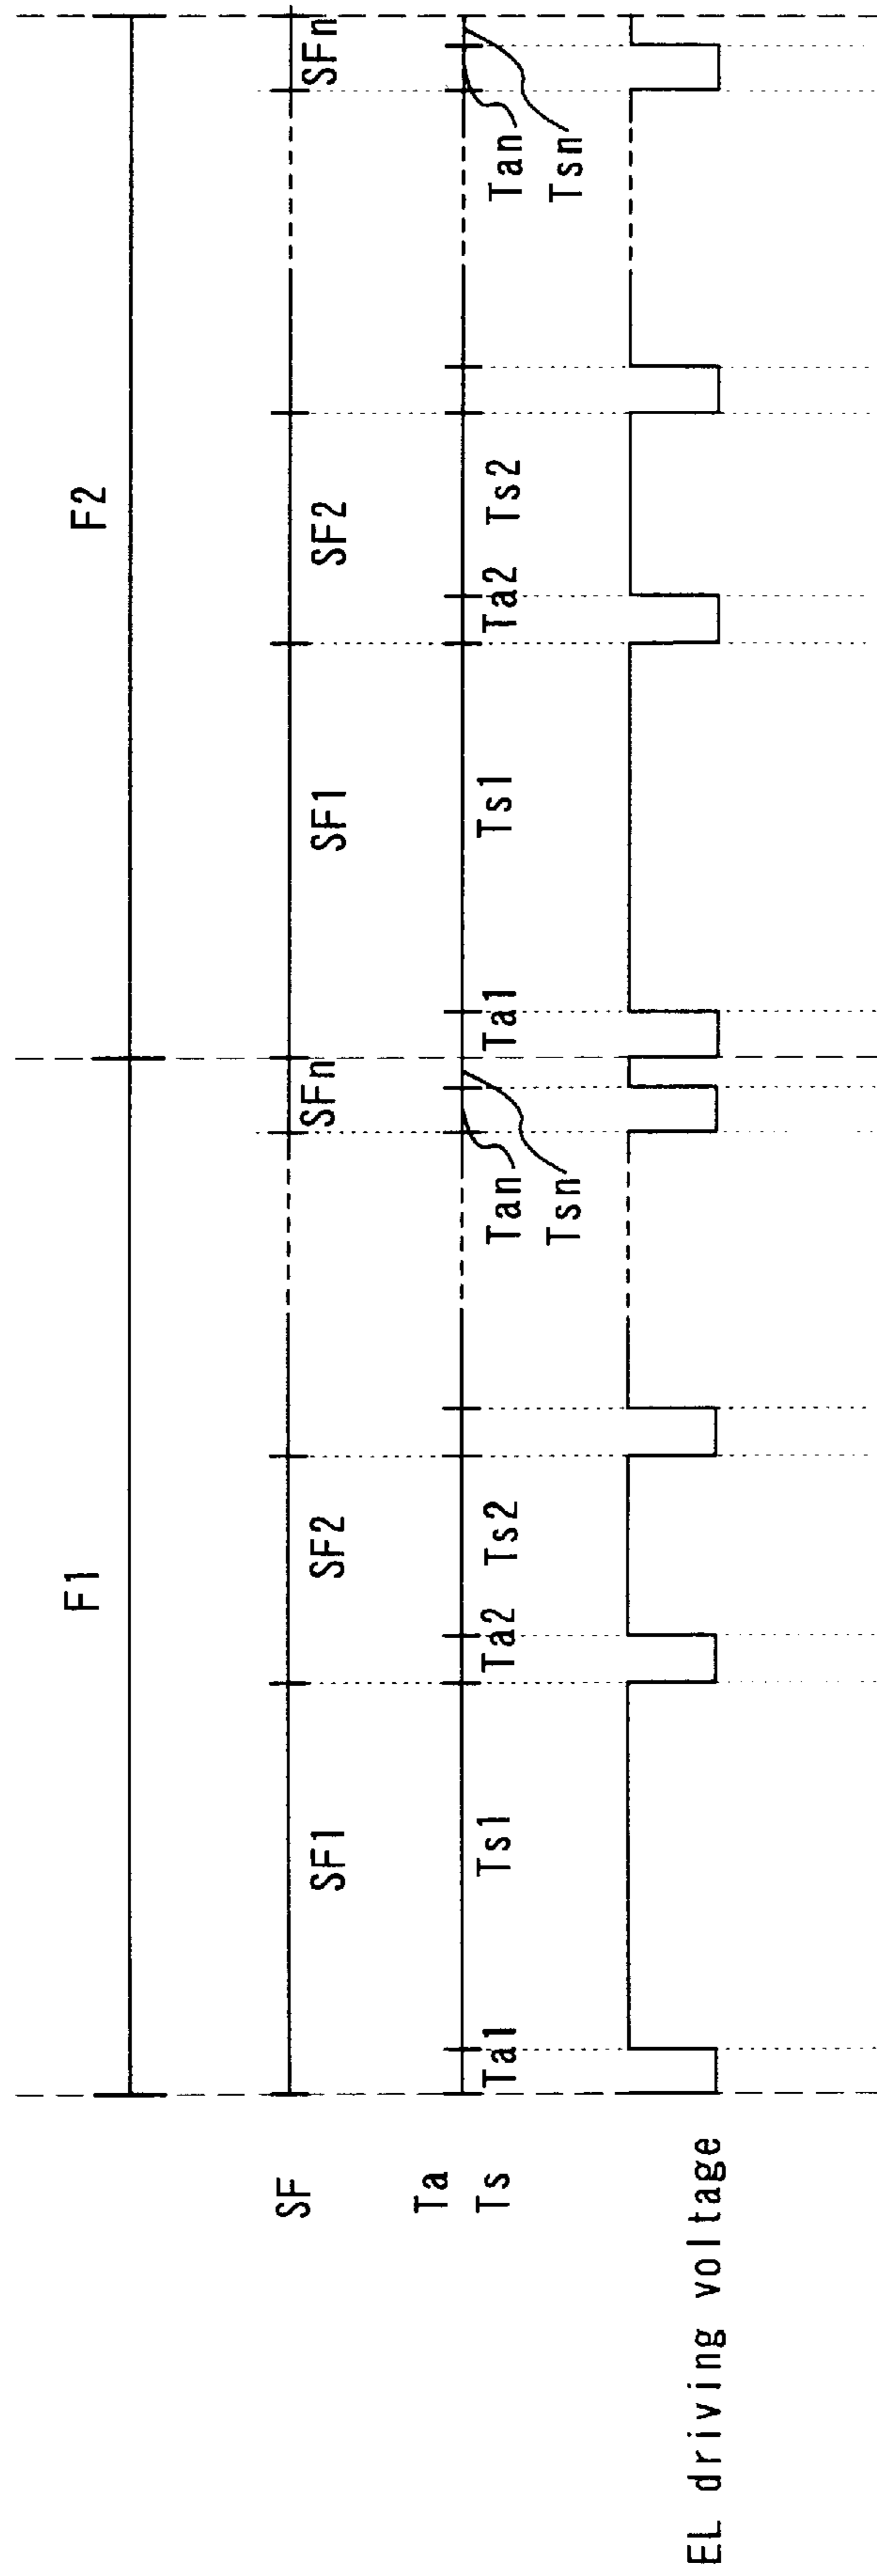 F1 F2
SF SF1 SF2 SFn SF1 SF2 SFn
Ta
Ts
Ta1 Ts1 Ta2 Ts2 Ta1 Ts1 Ta2 Ts2
Tan Tan
Tsn Tsn
EL driving voltage